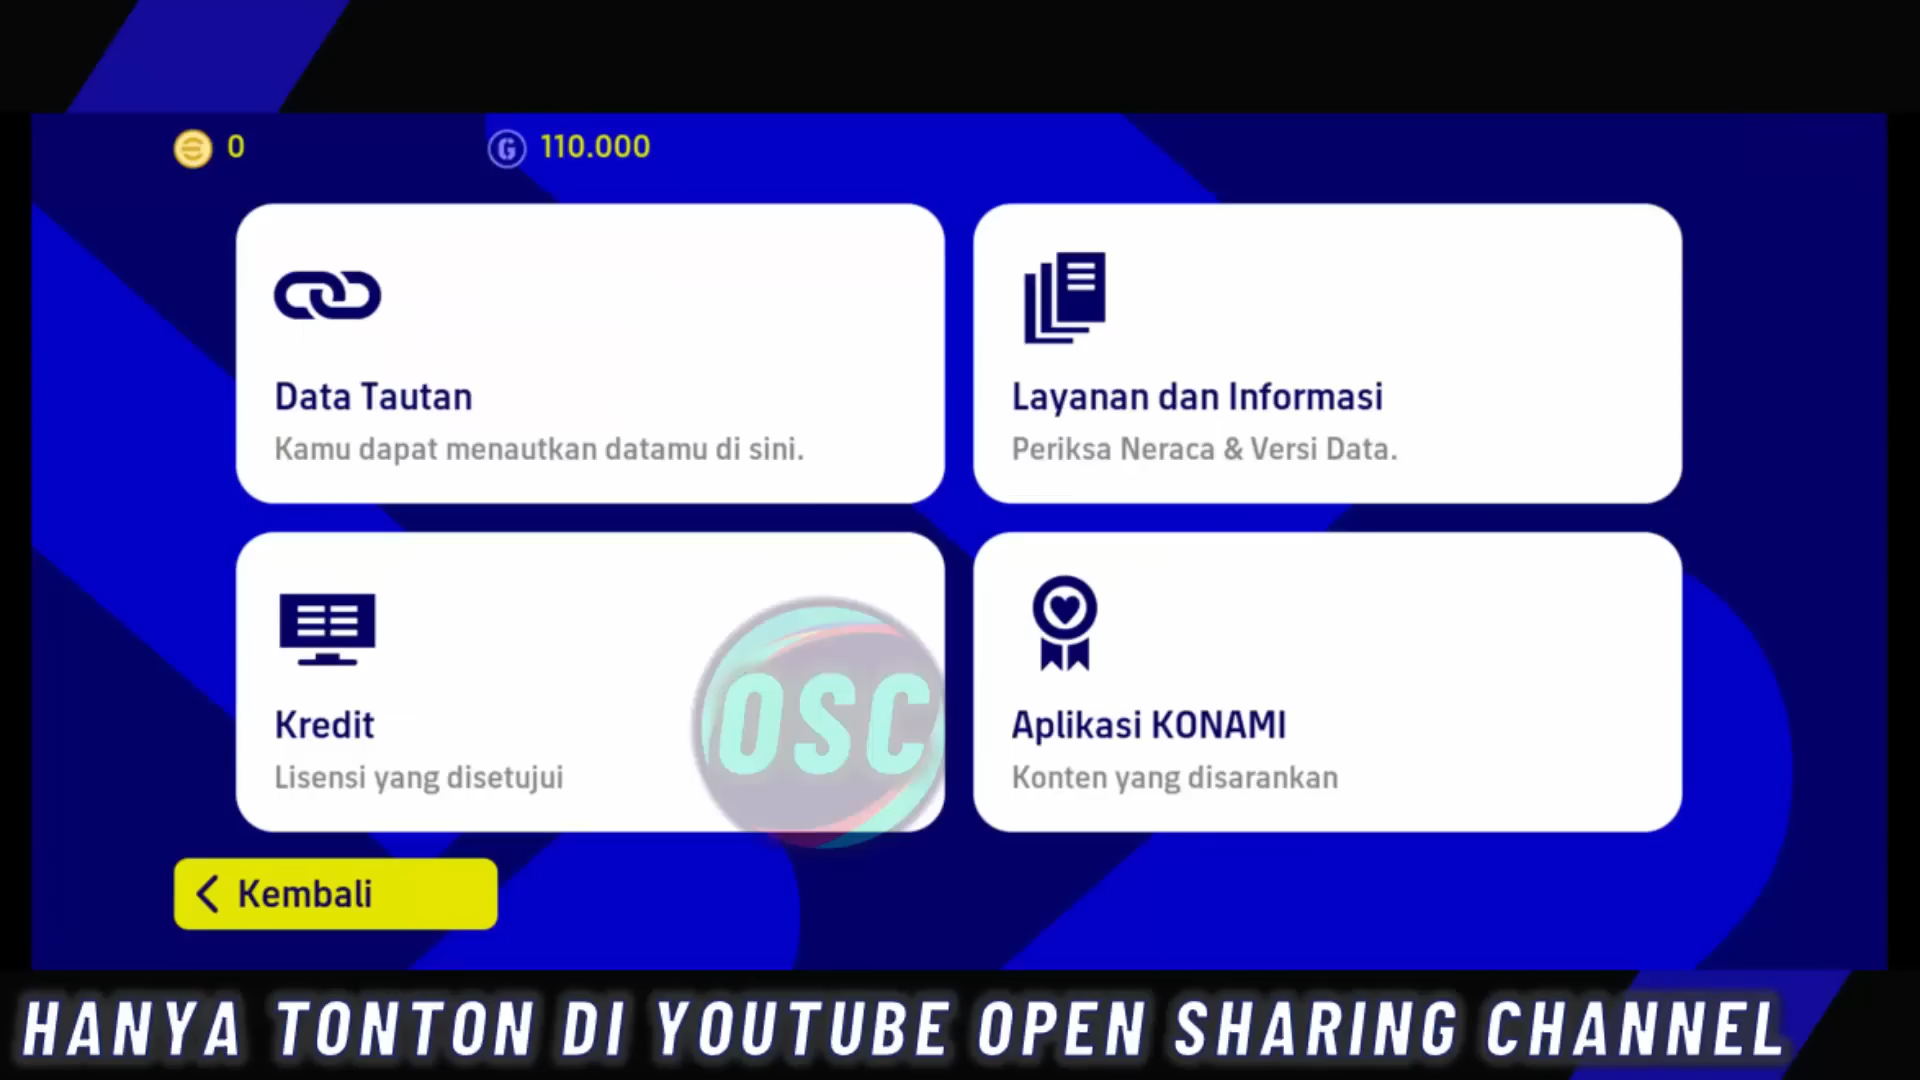 0
110.000
Data Tautan
Kamu dapat menautkan datamu di sini.
Layanan dan Informasi
Periksa Neraca & Versi Data.
Kredit
Lisensi yang disetujui
OSC
Aplikasi KONAMI
Konten yang disarankan
Kembali
HANYA TONTON DI YOUTUBE OPEN SHARING CHANNEL